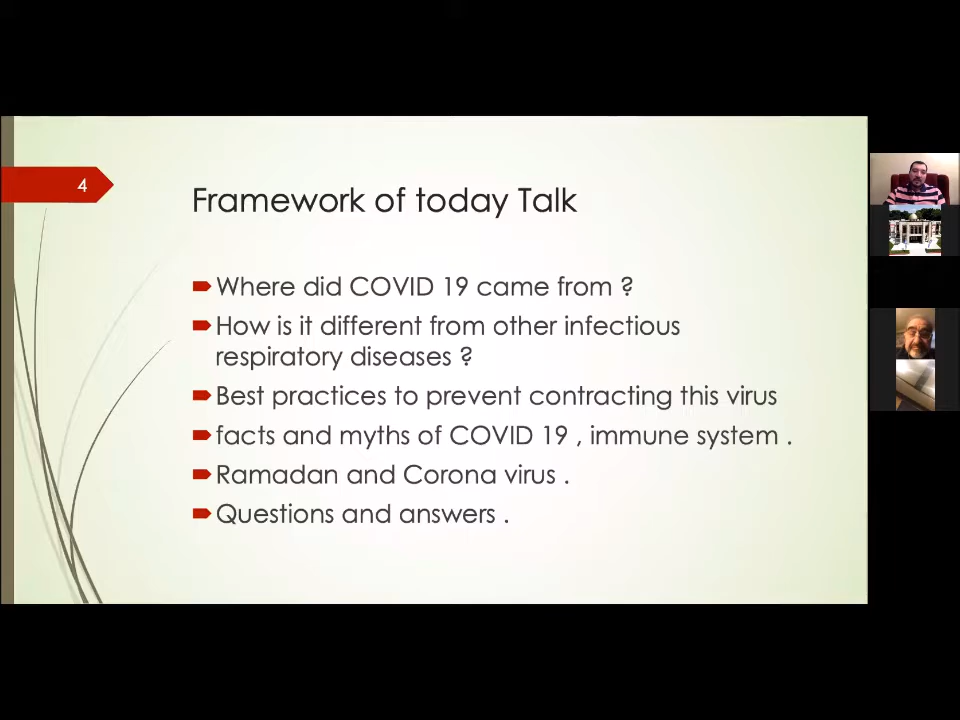 4
Framework of today Talk
Where did COVID 19 came from ?
How is it different from other infectious
respiratory diseases ?
Best practices to prevent contracting this virus
facts and myths of COVID 19 , immune system .
Ramadan and Corona virus .
Questions and answers .